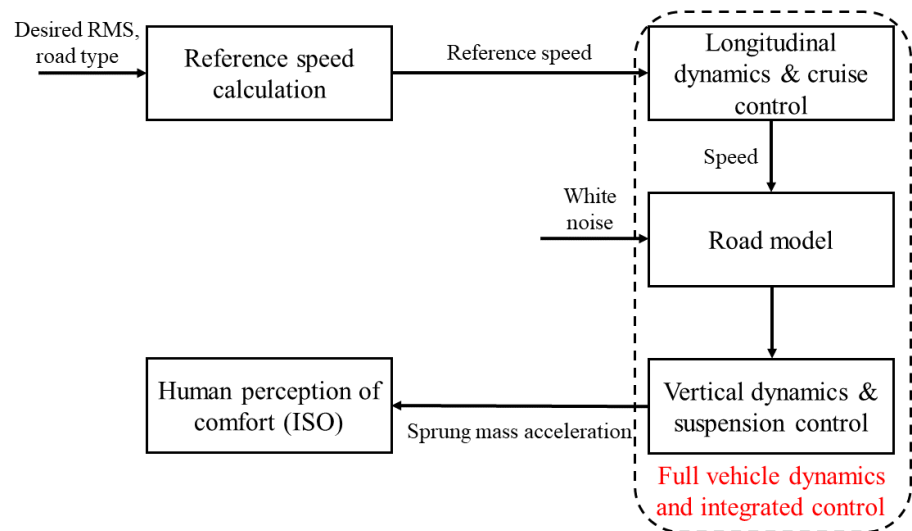 Desired RMS,
road type
Reference speed
calculation
Reference speed
Longitudinal
dynamics & cruise
control
Speed
White
noise
Road model
Human perception of
comfort (ISO)
Sprung mass acceleration
Vertical dynamics &
suspension control
Full vehicle dynamics
and integrated control